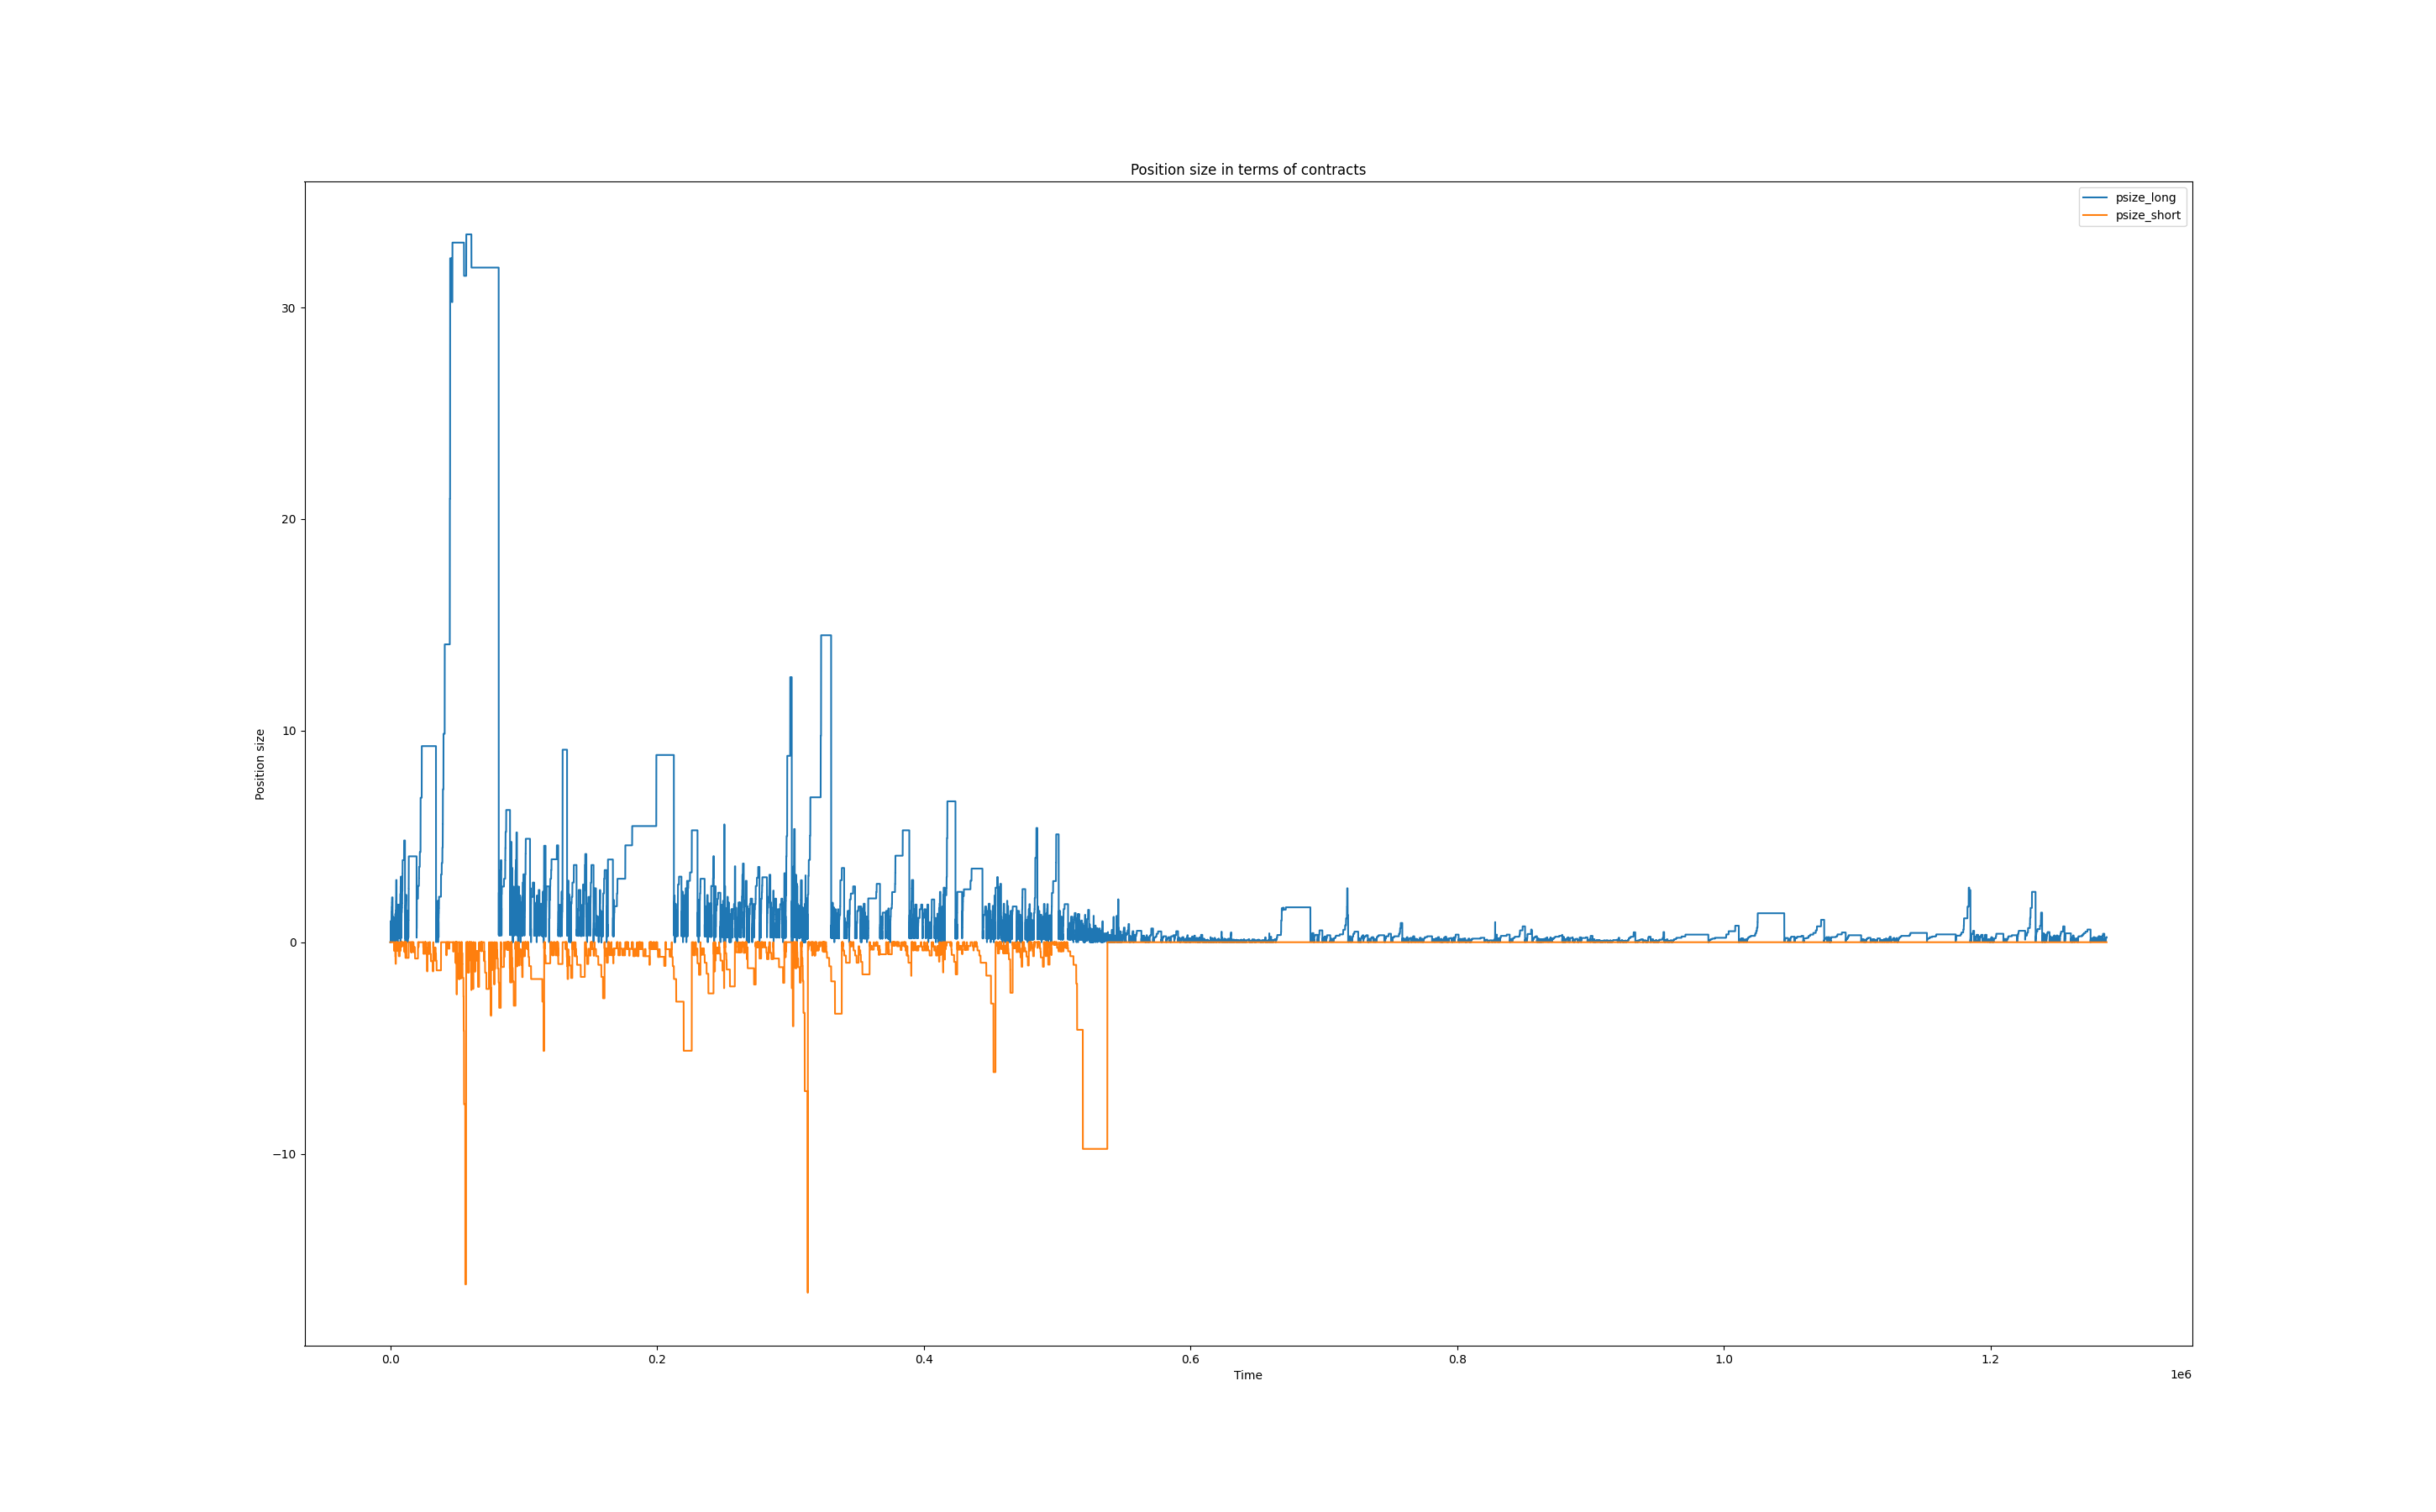 Position size in terms of contracts
psize_long
psize_short
30
20
10
0
−10
Position size
0.0 0.2 0.4 0.6 0.8 1.0 1.2
Time
1e6